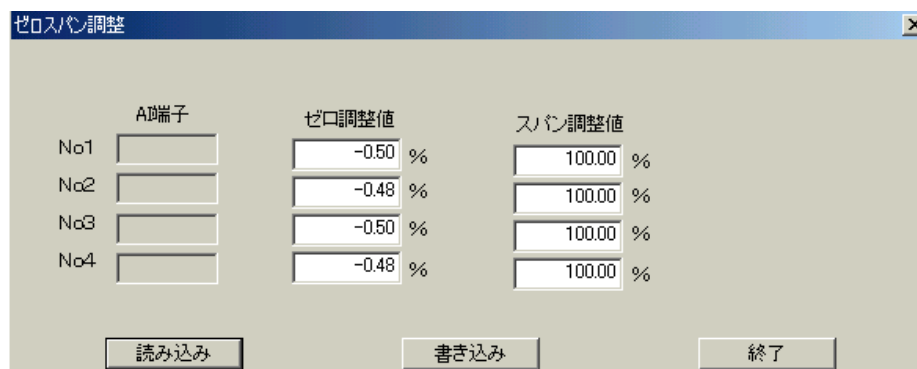 ゼロスパン調整
AI端子 ゼロ調整値 スパン調整値
No1 -0.50 % 100.00 %
No2 -0.48 % 100.00 %
No3 -0.50 % 100.00 %
No4 -0.48 % 100.00 %
読み込み 書き込み 終了